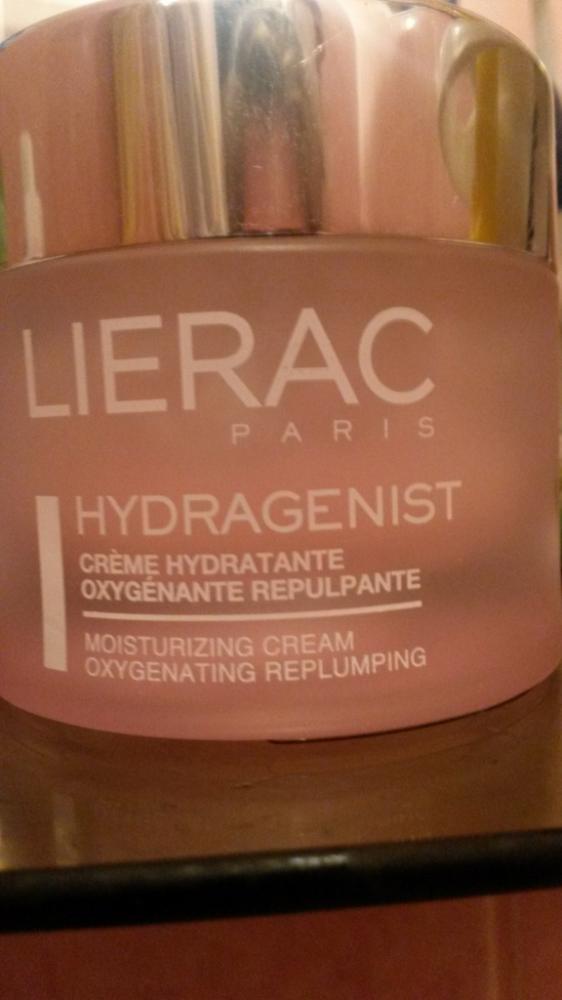 LIERAC
PARIS
HYDRAGENIST
CRÈME HYDRATANTE
OXYGÉNANTE REPULPANTE
MOISTURIZING CREAM
OXYGENATING REPLUMPING